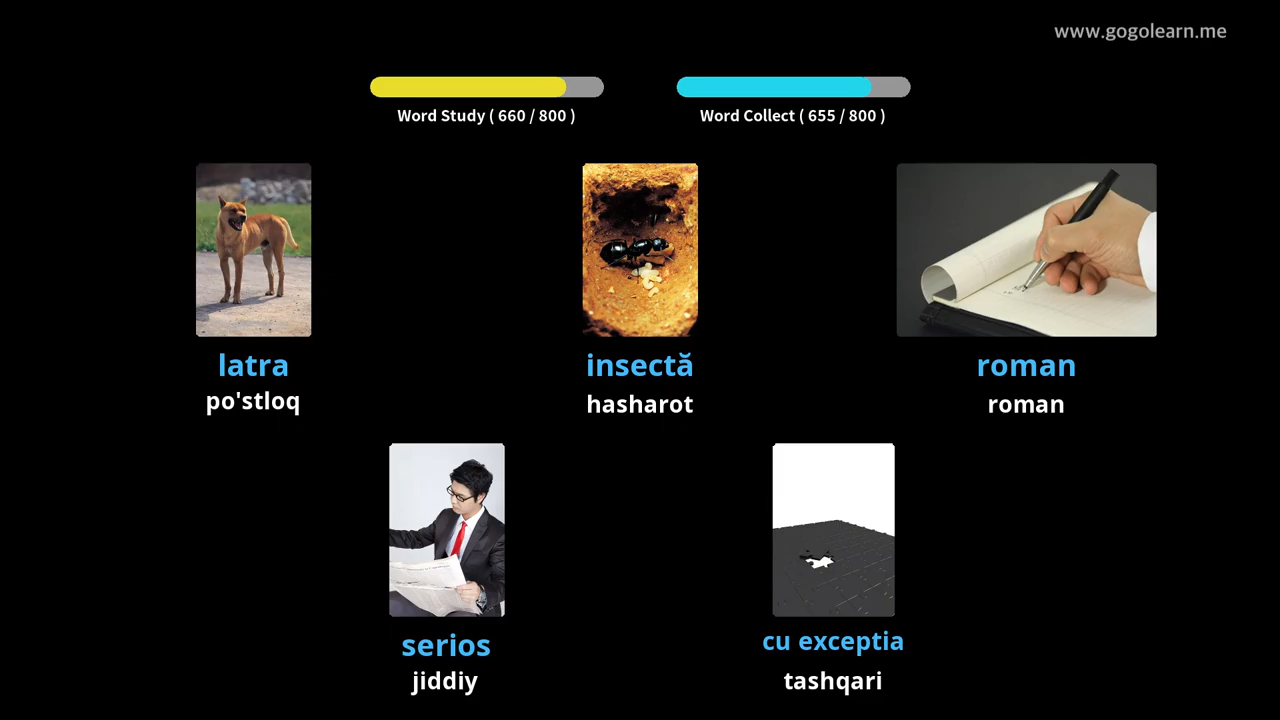 www.gogolearn.me
Word Study ( 660 / 800 )
Word Collect ( 655 / 800 )
latra
po'stloq
insectă
hasharot
roman
roman
serios
jiddiy
cu exceptia
tashqari